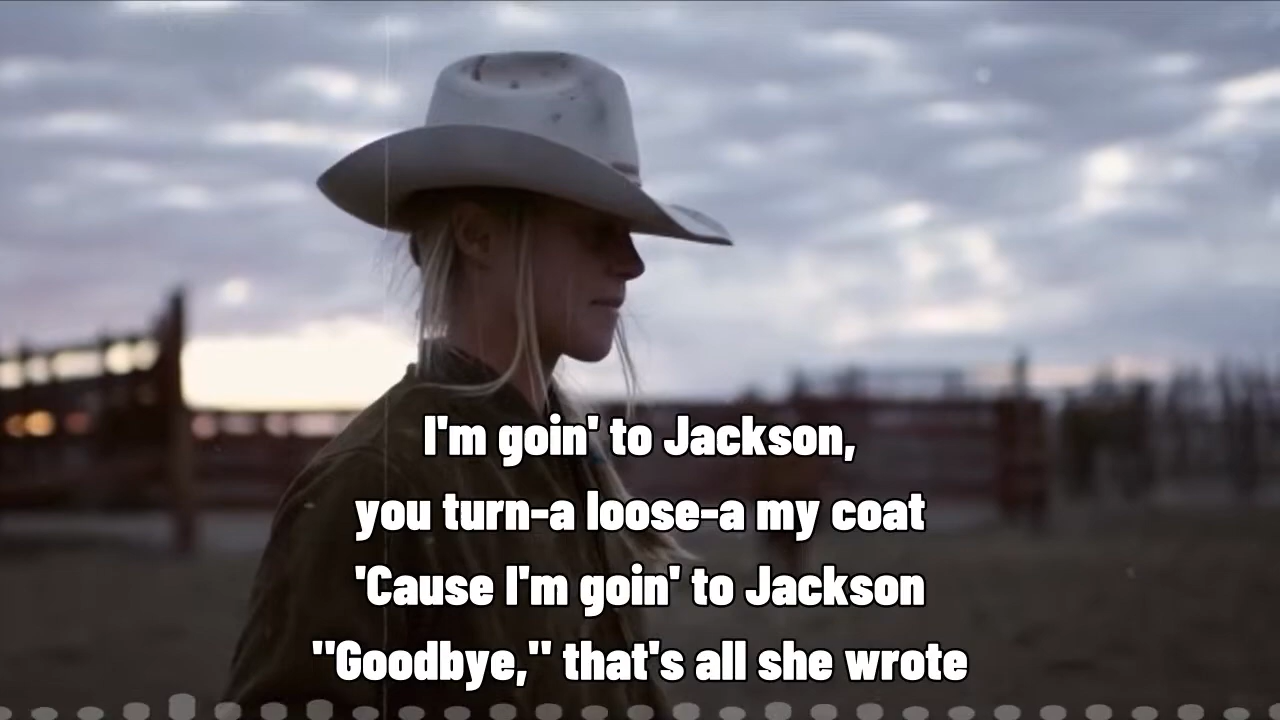 I'm goin' to Jackson,
you turn-a loose-a my coat
'Cause I'm goin' to Jackson
"Goodbye," that's all she wrote